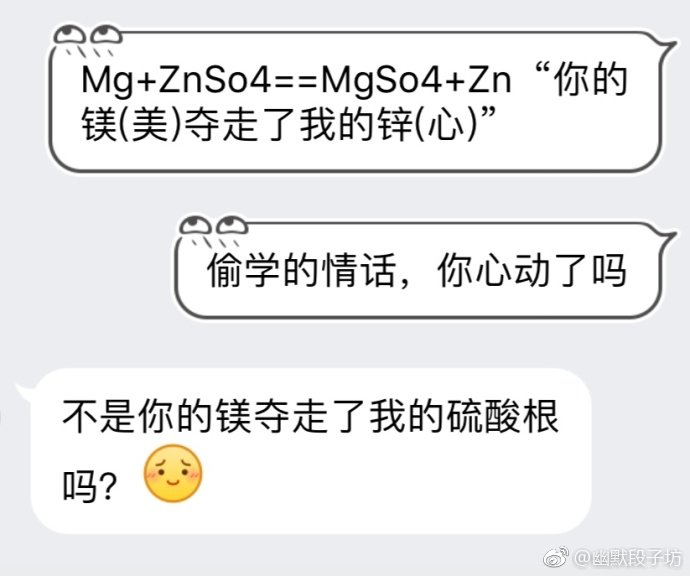 Mg+ZnSo4==MgSo4+Zn“你的
镁(美)夺走了我的锌(心)”
偷学的情话，你心动了吗
不是你的镁夺走了我的硫酸根
吗？
@幽默段子坊